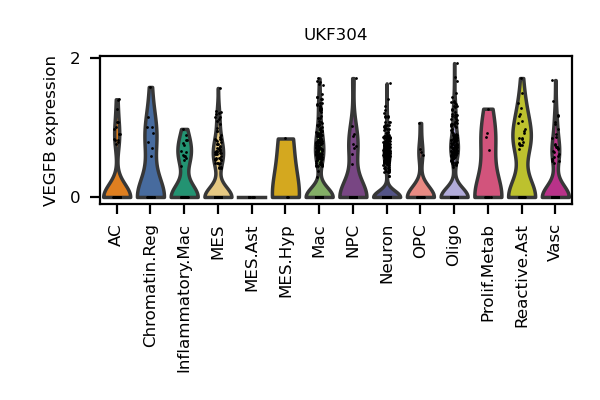 UKF304
VEGFB expression
2
0
AC
Chromatin.Reg
Inflammatory.Mac
MES
MES.Ast
MES.Hyp
Mac
NPC
Neuron
OPC
Oligo
Prolif.Metab
Reactive.Ast
Vasc